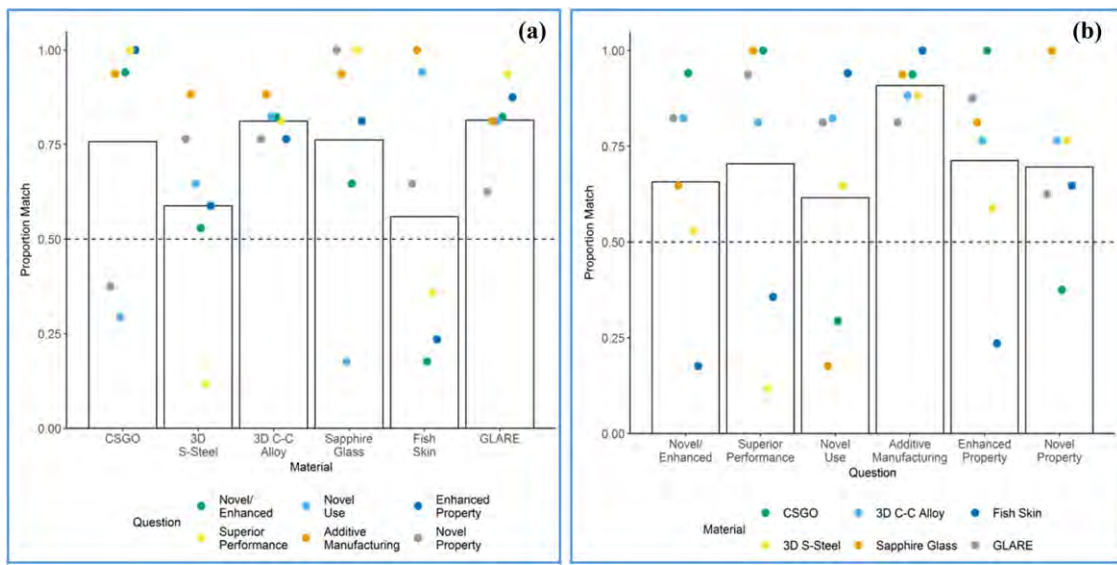 (a)
Proportion Match
1.00
0.75
0.50
0.25
0.00
CSGO
3D
S-Steel
3D C-C
Alloy
Sapphire
Glass
Fish
Skin
GLARE
Material
Question
Novel/
Enhanced
Novel
Use
Enhanced
Property
Superior
Performance
Additive
Manufacturing
Novel
Property
(b)
Proportion Match
1.00
0.75
0.50
0.25
0.00
Novel/
Enhanced
Superior
Performance
Novel
Use
Additive
Manufacturing
Enhanced
Property
Novel
Property
Question
Material
CSGO
3D C-C Alloy
Fish Skin
3D S-Steel
Sapphire Glass
GLARE